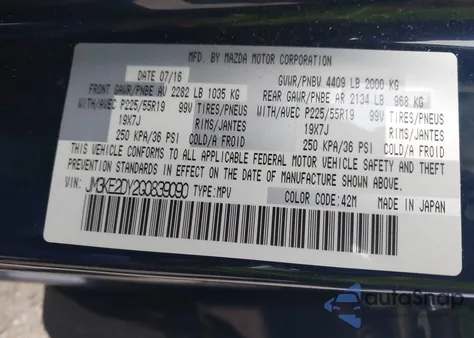 MFD. BY MAZDA MOTOR CORPORATION
DATE 07/16 GVWR/PNBV 4409 LB 2000 KG
FRONT GAWR/PNBE AV 2282 LB 1035 KG REAR GAWR/PNBE AR 2134 LB 968 KG
WITH/AVEC P225/55R19 99V TIRES/PNEUS WITH/AVEC P225/55R19 99V TIRES/PNEUS
19X7J RIMS/JANTES 19X7J RIMS/JANTES
250 KPA/36 PSI COLD/A FROID 250 KPA/36 PSI COLD/A FROID
THIS VEHICLE CONFORMS TO ALL APPLICABLE FEDERAL MOTOR VEHICLE SAFETY AND THEFT PREVENTION
STANDARDS IN EFFECT ON THE DATE OF MANUFACTURE SHOWN ABOVE.
VIN: JM3KE2DY2G0839090 TYPE:MPV COLOR CODE:42M MADE IN JAPAN
autoSnap